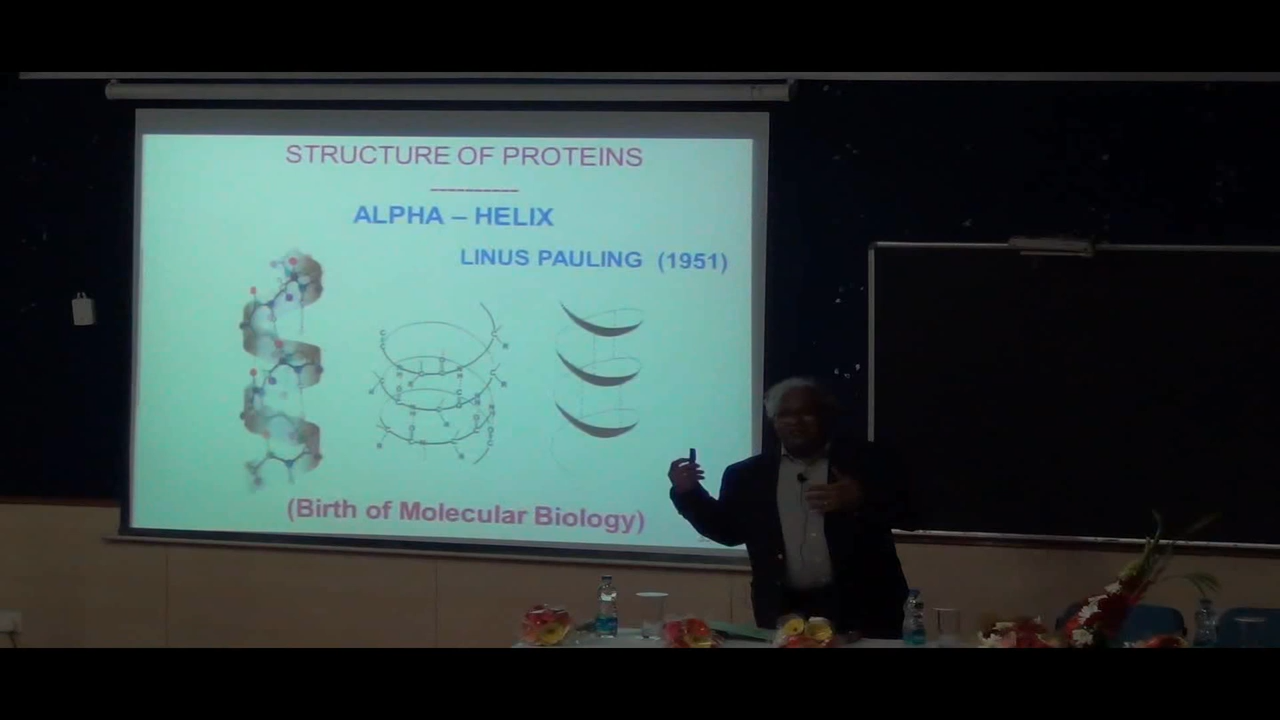 STRUCTURE OF PROTEINS
ALPHA – HELIX
LINUS PAULING (1951)
(Birth of Molecular Biology)